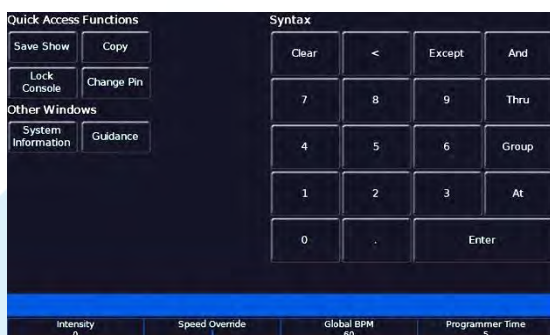 Quick Access Functions
Save Show
Copy
Lock
Console
Change Pin
Other Windows
System
Information
Guidance
Syntax
Clear
<
Except
And
7
8
9
Thru
4
5
6
Group
1
2
3
At
0
.
Enter
Intensity
0
Speed Override
Global BPM
60
Programmer Time
5